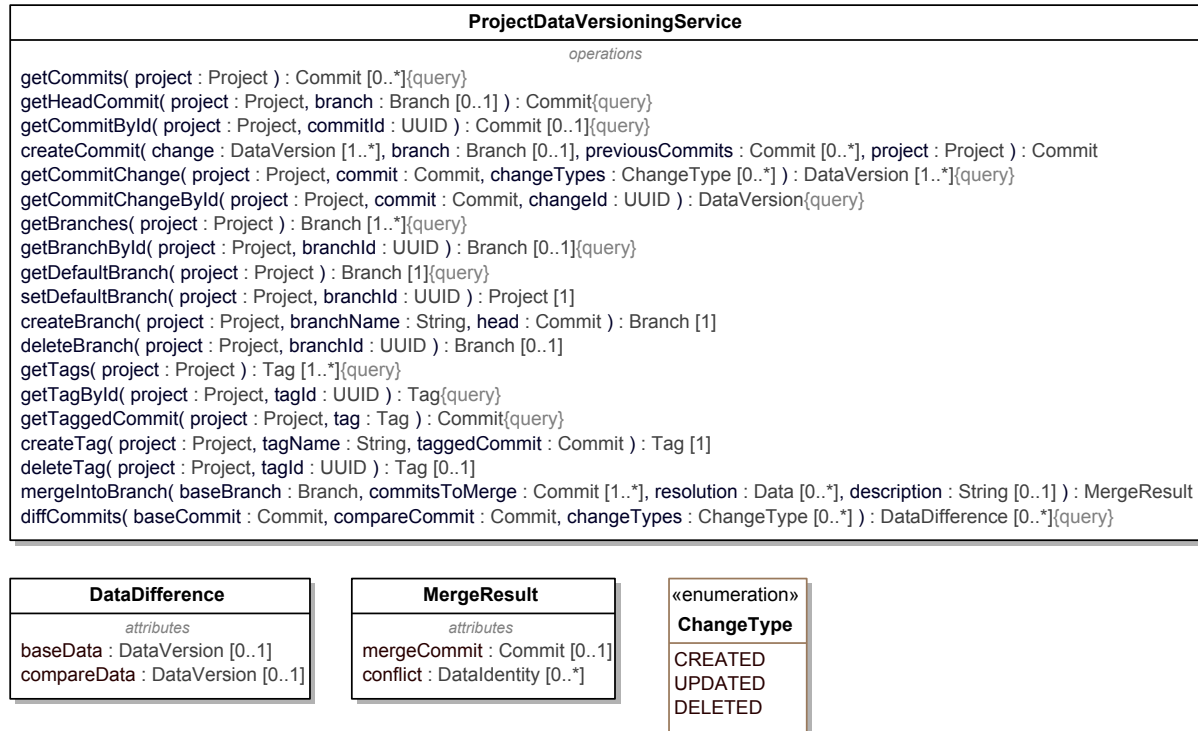 ProjectDataVersioningService
operations
getCommits( project : Project ) : Commit [0..*]{query}
getHeadCommit( project : Project, branch : Branch [0..1] ) : Commit{query}
getCommitById( project : Project, commitId : UUID ) : Commit [0..1]{query}
createCommit( change : DataVersion [1..*], branch : Branch [0..1], previousCommits : Commit [0..*], project : Project ) : Commit
getCommitChange( project : Project, commit : Commit, changeTypes : ChangeType [0..*] ) : DataVersion [1..*]{query}
getCommitChangeById( project : Project, commit : Commit, changeId : UUID ) : DataVersion{query}
getBranches( project : Project ) : Branch [1..*]{query}
getBranchById( project : Project, branchId : UUID ) : Branch [0..1]{query}
getDefaultBranch( project : Project ) : Branch [1]{query}
setDefaultBranch( project : Project, branchId : UUID ) : Project [1]
createBranch( project : Project, branchName : String, head : Commit ) : Branch [1]
deleteBranch( project : Project, branchId : UUID ) : Branch [0..1]
getTags( project : Project ) : Tag [1..*]{query}
getTagById( project : Project, tagId : UUID ) : Tag{query}
getTaggedCommit( project : Project, tag : Tag ) : Commit{query}
createTag( project : Project, tagName : String, taggedCommit : Commit ) : Tag [1]
deleteTag( project : Project, tagId : UUID ) : Tag [0..1]
mergeIntoBranch( baseBranch : Branch, commitsToMerge : Commit [1..*], resolution : Data [0..*], description : String [0..1] ) : MergeResult
diffCommits( baseCommit : Commit, compareCommit : Commit, changeTypes : ChangeType [0..*] ) : DataDifference [0..*]{query}
DataDifference
attributes
baseData : DataVersion [0..1]
compareData : DataVersion [0..1]
MergeResult
attributes
mergeCommit : Commit [0..1]
conflict : DataIdentity [0..*]
«enumeration»
ChangeType
CREATED
UPDATED
DELETED